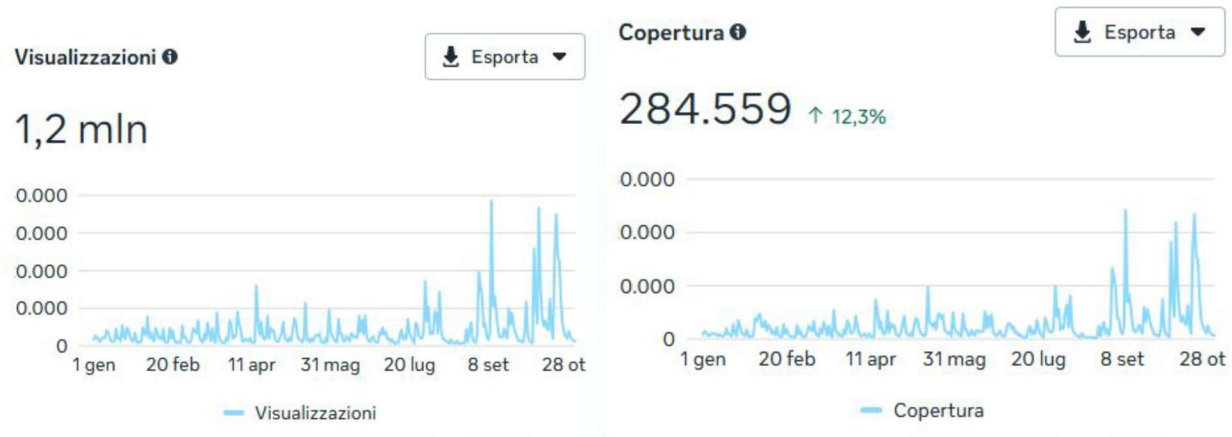 Visualizzazioni
Esporta
1,2 mln
0.000
0.000
0.000
0.000
0
1 gen 20 feb 11 apr 31 mag 20 lug 8 set 28 ot
Visualizzazioni
Copertura
Esporta
284.559 ↑ 12,3%
0.000
0.000
0.000
0
1 gen 20 feb 11 apr 31 mag 20 lug 8 set 28 ot
Copertura